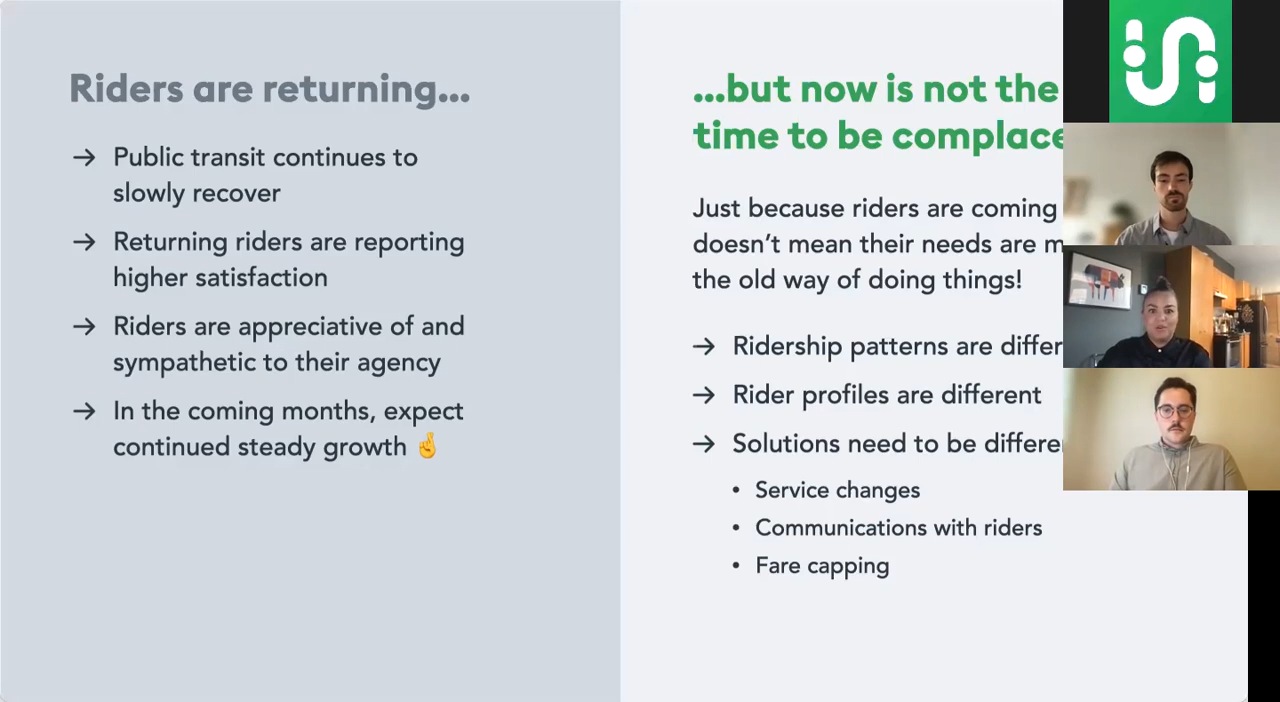 Riders are returning...
→ Public transit continues to
slowly recover
→ Returning riders are reporting
higher satisfaction
→ Riders are appreciative of and
sympathetic to their agency
→ In the coming months, expect
continued steady growth 🤞
...but now is not the
time to be
Just because riders are coming
doesn’t mean their needs are
the old way of doing things!
→ Ridership patterns are
→ Rider profiles are different
→ Solutions need to be
• Service changes
• Communications with riders
• Fare capping